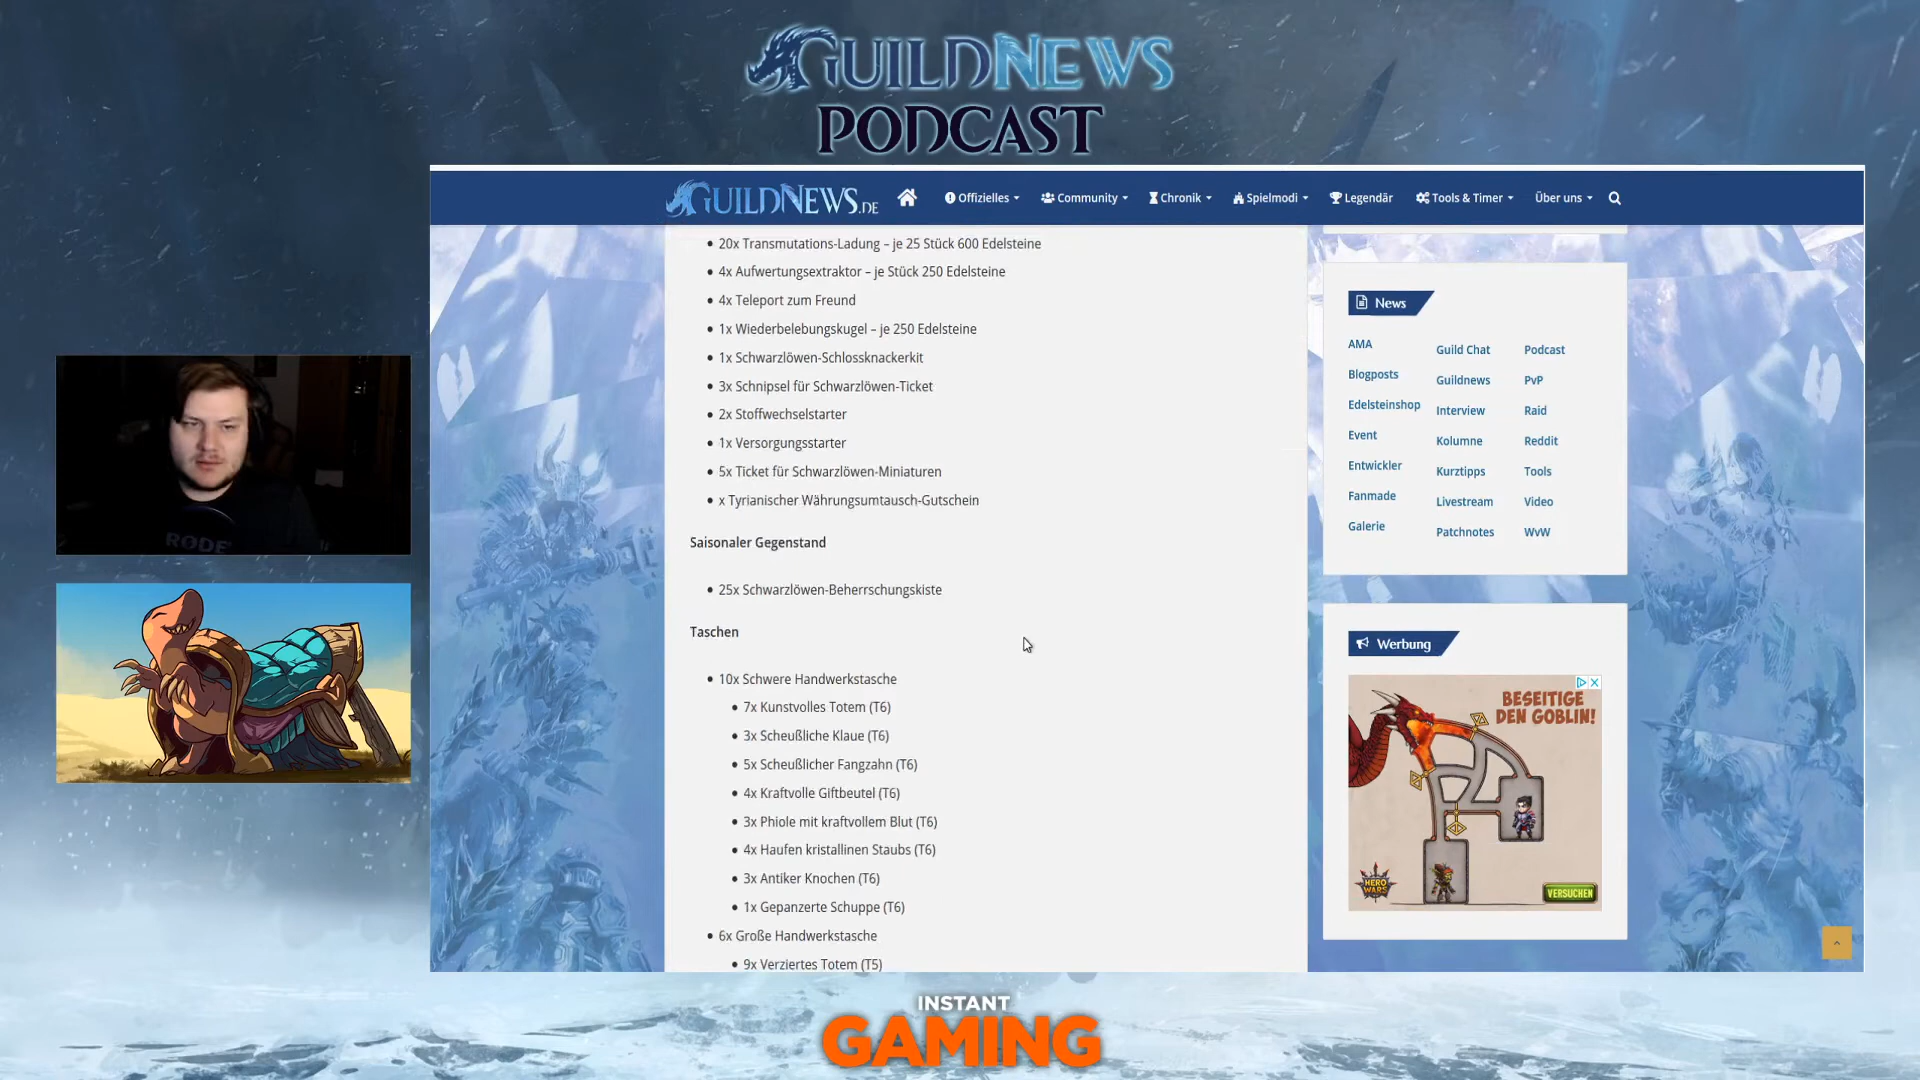 GUILDNEWS
PODCAST
GUILDNEWS.DE
Offizielles
Community
Chronik
Spielmodi
Legendär
Tools & Timer
Über uns
20x Transmutations-Ladung – je 25 Stück 600 Edelsteine
4x Aufwertungsextraktor – je Stück 250 Edelsteine
4x Teleport zum Freund
1x Wiederbelebungskugel – je 250 Edelsteine
1x Schwarzlöwen-Schlossknackerkit
3x Schnipsel für Schwarzlöwen-Ticket
2x Stoffwechselstarter
1x Versorgungsstarter
5x Ticket für Schwarzlöwen-Miniaturen
x Tyrianischer Währungsumtausch-Gutschein
Saisonaler Gegenstand
25x Schwarzlöwen-Beherrschungskiste
Taschen
10x Schwere Handwerkstasche
7x Kunstvolles Totem (T6)
3x Scheußliche Klaue (T6)
5x Scheußlicher Fangzahn (T6)
4x Kraftvolle Giftbeutel (T6)
3x Phiole mit kraftvollem Blut (T6)
4x Haufen kristallinen Staubs (T6)
3x Antiker Knochen (T6)
1x Gepanzerte Schuppe (T6)
6x Große Handwerkstasche
9x Verziertes Totem (T5)
News
AMA
Blogposts
Edelsteinshop
Event
Entwickler
Fanmade
Galerie
Guild Chat
Guildnews
Interview
Kolumne
Kurztipps
Livestream
Patchnotes
Podcast
PvP
Raid
Reddit
Tools
Video
WvW
Werbung
BESEITIGE
DEN GOBLIN!
HERO
WARS
VERSUCHEN
RØDE
INSTANT
GAMING